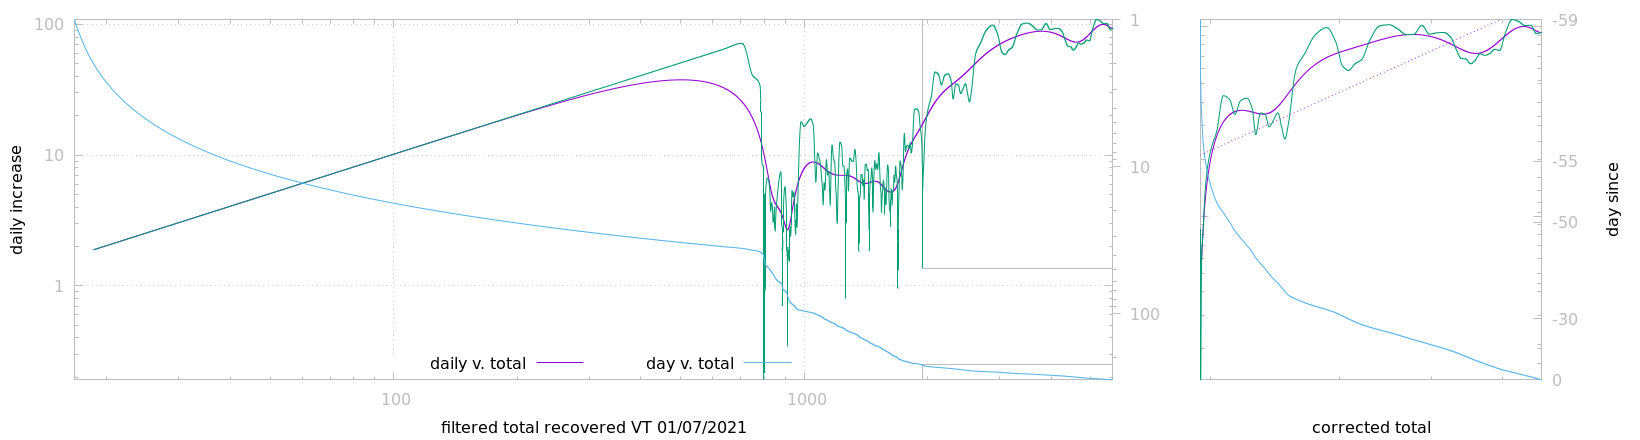 100
10
1
daily increase
daily v. total
day v. total
100
1000
filtered total recovered VT 01/07/2021
1
10
100
-59
-55
-50
-30
0
day since
corrected total